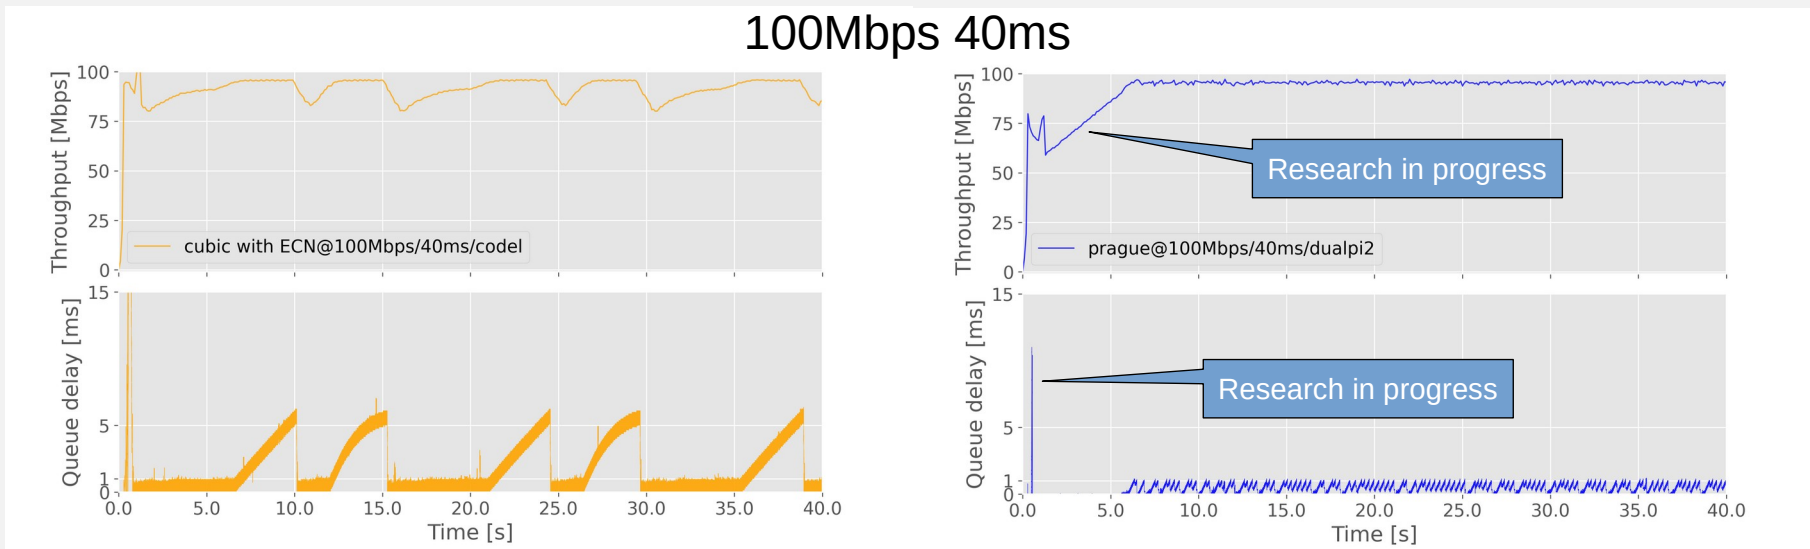 100Mbps 40ms
Throughput [Mbps]
100
75
50
25
0
cubic with ECN@100Mbps/40ms/codel
Queue delay [ms]
15
5
1
0
0.0 5.0 10.0 15.0 20.0 25.0 30.0 35.0 40.0
Time [s]
Throughput [Mbps]
100
75
50
25
0
Research in progress
prague@100Mbps/40ms/dualpi2
Queue delay [ms]
15
5
1
0
Research in progress
0.0 5.0 10.0 15.0 20.0 25.0 30.0 35.0 40.0
Time [s]